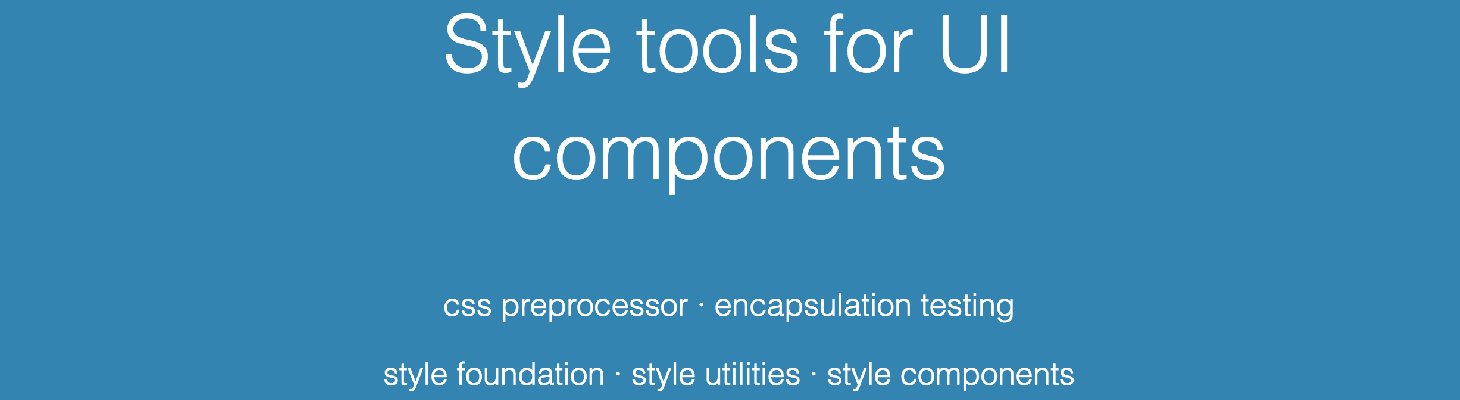 Style tools for UI
components
css preprocessor · encapsulation testing
style foundation · style utilities · style components